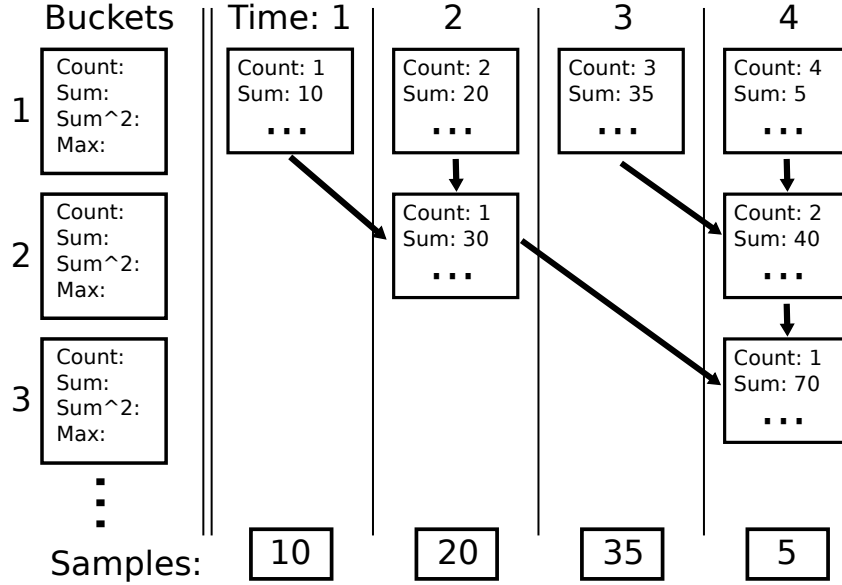 Buckets
Time: 1
2
3
4
1
Count:
Sum:
Sum^2:
Max:
Count: 1
Sum: 10
...
Count: 2
Sum: 20
...
Count: 3
Sum: 35
...
Count: 4
Sum: 5
...
2
Count:
Sum:
Sum^2:
Max:
Count: 1
Sum: 30
...
Count: 2
Sum: 40
...
3
Count:
Sum:
Sum^2:
Max:
Count: 1
Sum: 70
...
Samples:
10
20
35
5